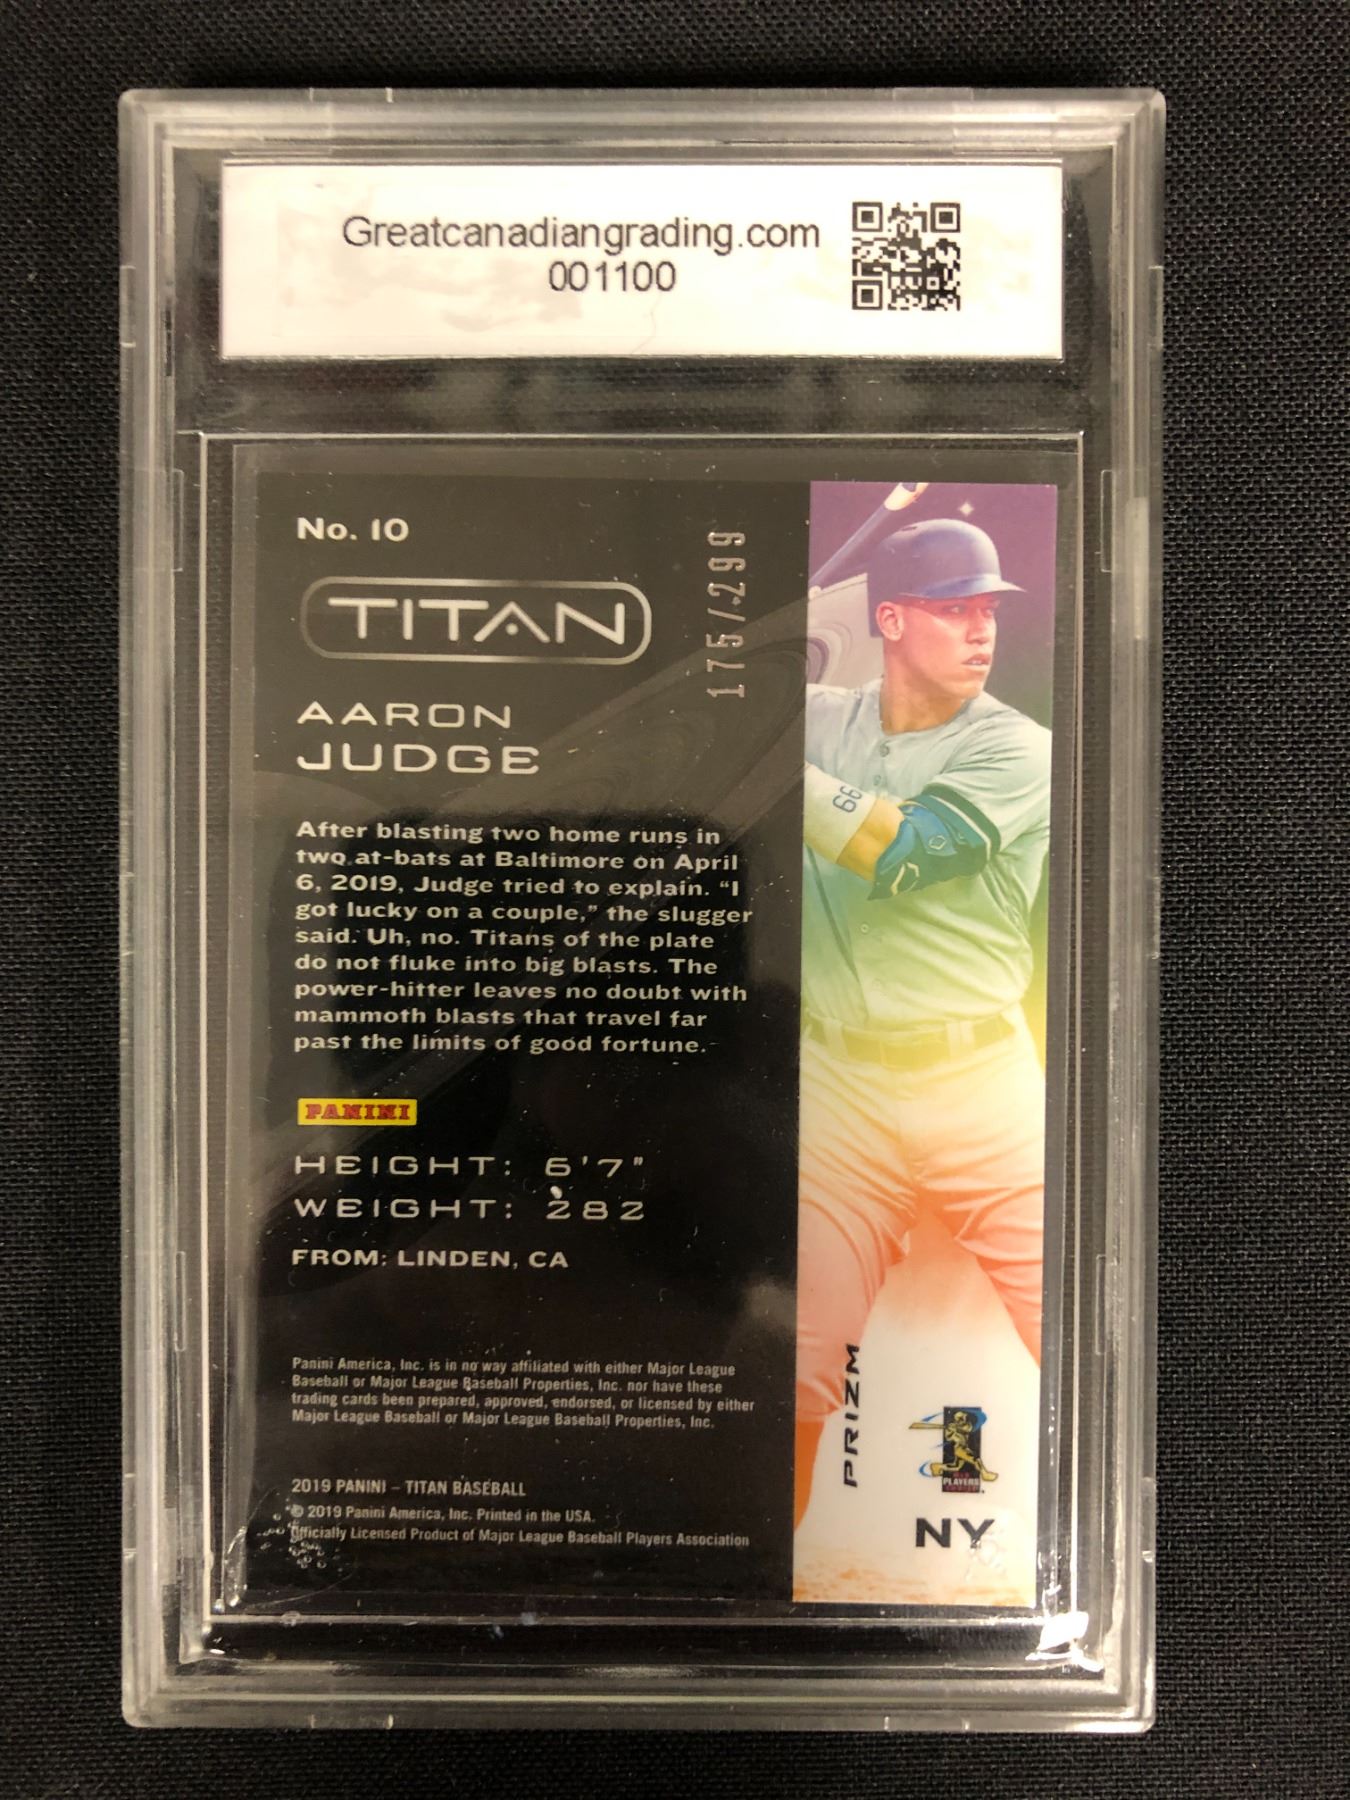 Greatcanadiangrading.com
001100
No. 10
175/299
TITAN
AARON
JUDGE
After blasting two home runs in
two at-bats at Baltimore on April
6, 2019, Judge tried to explain. “I
got lucky on a couple,” the slugger
said. Uh, no. Titans of the plate
do not fluke into big blasts. The
power-hitter leaves no doubt with
mammoth blasts that travel far
past the limits of good fortune.
PANINI
HEIGHT: 6'7"
WEIGHT: 282
FROM: LINDEN, CA
Panini America, Inc. is in no way affiliated with either Major League
Baseball or Major League Baseball Properties, Inc. nor have these
trading cards been prepared, approved, endorsed, or licensed by either
Major League Baseball or Major League Baseball Properties, Inc.
2019 PANINI – TITAN BASEBALL
© 2019 Panini America, Inc. Printed in the USA.
Officially Licensed Product of Major League Baseball Players Association
99
PRIZM
PLAYERS
NY